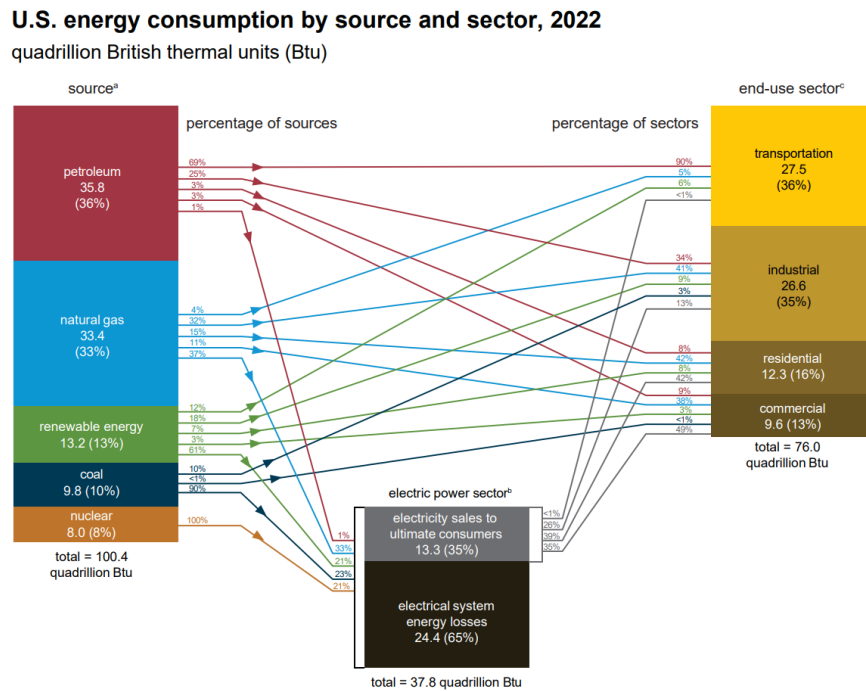 U.S. energy consumption by source and sector, 2022
quadrillion British thermal units (Btu)
sourceᵃ
end-use sectorᶜ
percentage of sources
percentage of sectors
petroleum
35.8
(36%)
69%
25%
3%
3%
1%
natural gas
33.4
(33%)
4%
32%
15%
11%
37%
renewable energy
13.2 (13%)
12%
18%
7%
3%
61%
coal
9.8 (10%)
10%
<1%
90%
nuclear
8.0 (8%)
100%
total = 100.4
quadrillion Btu
electric power sectorᵇ
1%
33%
21%
23%
21%
electricity sales to
ultimate consumers
13.3 (35%)
electrical system
energy losses
24.4 (65%)
<1%
26%
39%
35%
total = 37.8 quadrillion Btu
90%
5%
6%
<1%
transportation
27.5
(36%)
34%
41%
9%
3%
13%
industrial
26.6
(35%)
8%
42%
8%
42%
residential
12.3 (16%)
9%
38%
3%
<1%
49%
commercial
9.6 (13%)
total = 76.0
quadrillion Btu